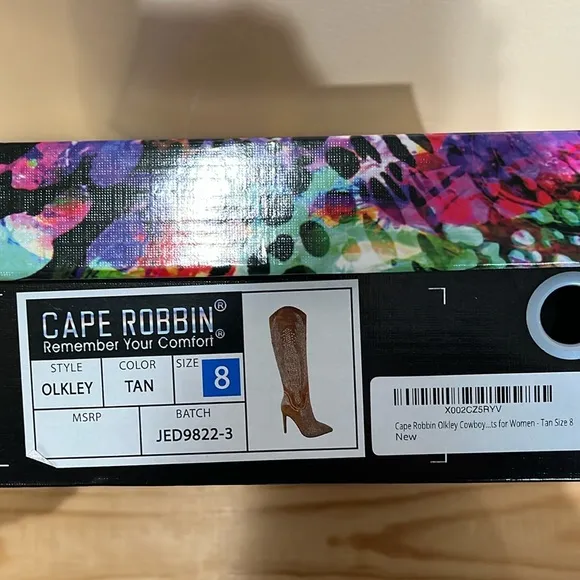 CAPE ROBBIN®
Remember Your Comfort®
STYLE
OLKLEY
COLOR
TAN
SIZE
8
MSRP
BATCH
JED9822-3
X002CZ5RYV
Cape Robbin Olkley Cowboy...ts for Women - Tan Size 8
New